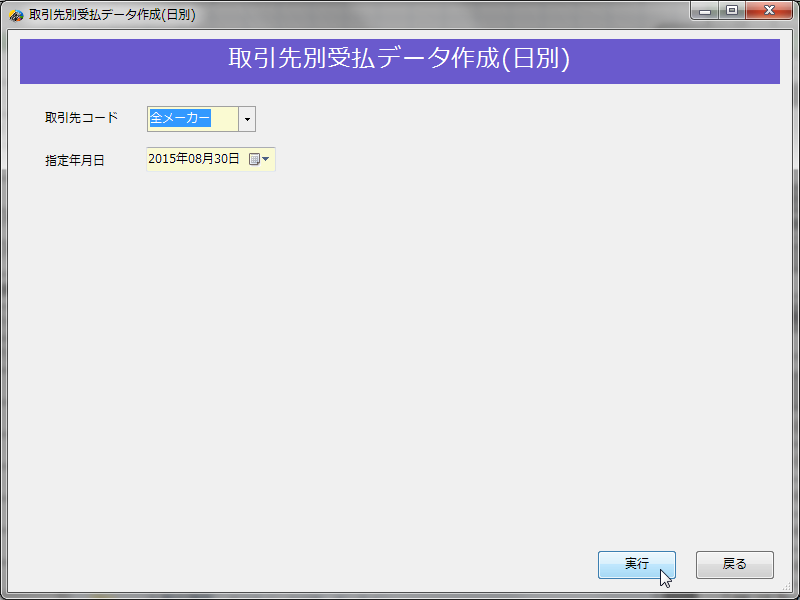 取引先別受払データ作成(日別)
取引先別受払データ作成(日別)
取引先コード 全メーカー
指定年月日 2015年08月30日
実行 戻る